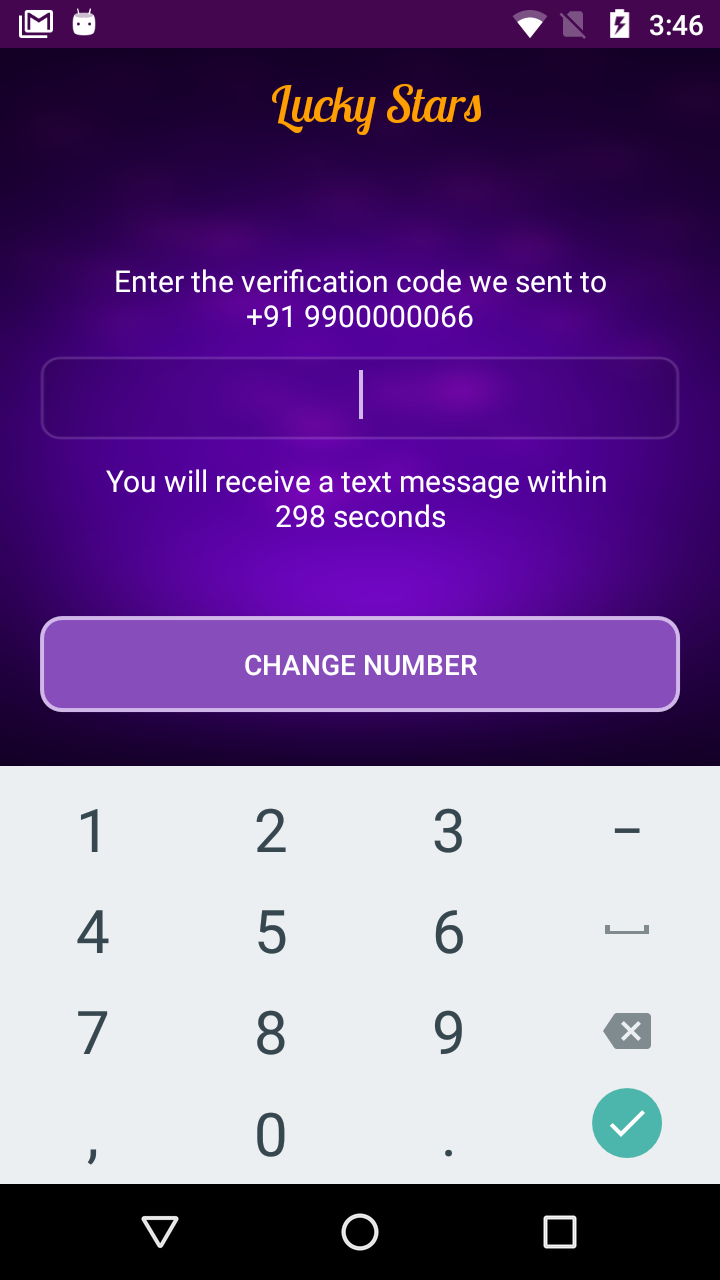 3:46
Lucky Stars
Enter the verification code we sent to
+91 9900000066
You will receive a text message within
298 seconds
CHANGE NUMBER
1 2 3 –
4 5 6
7 8 9
, 0 .